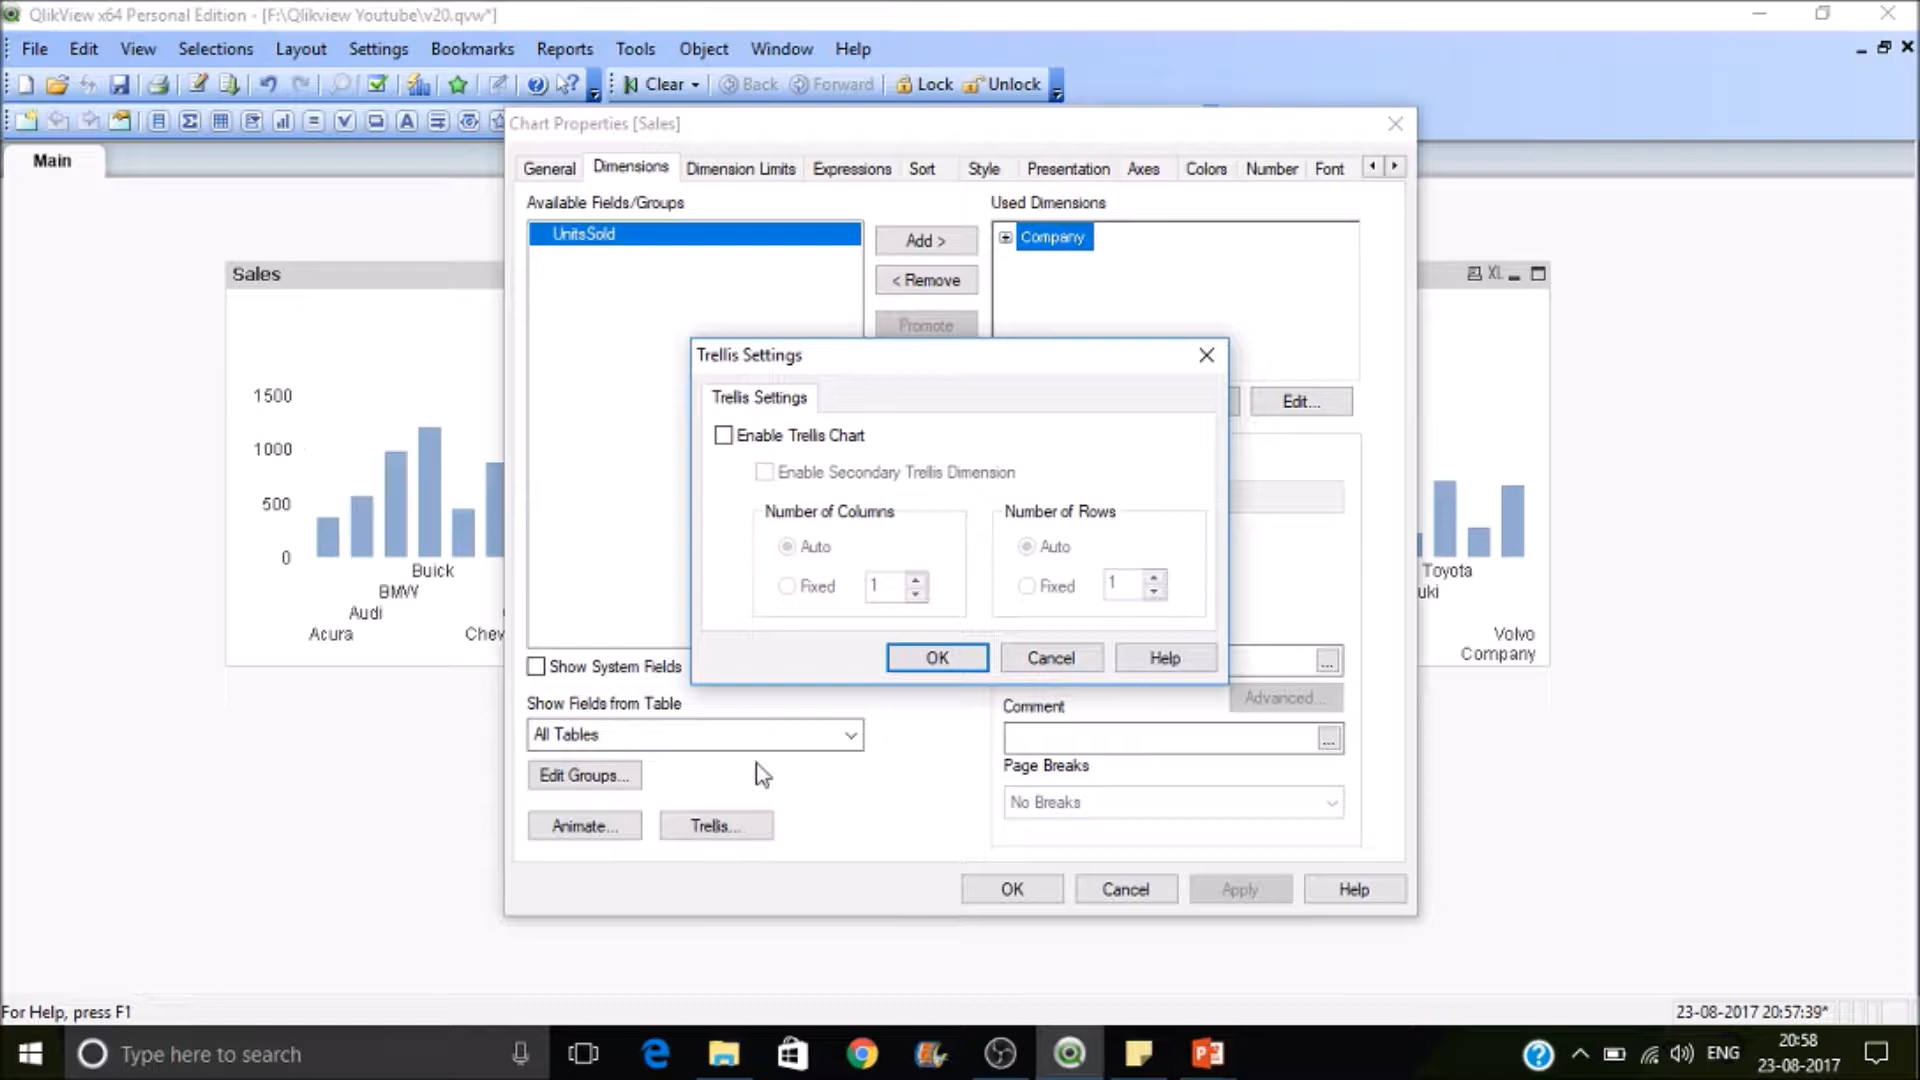 QlikView x64 Personal Edition - [F:\Qlikview Youtube\v20.qvw*]
File Edit View Selections Layout Settings Bookmarks Reports Tools Object Window Help
Clear Back Forward Lock Unlock
Main
Chart Properties [Sales]
General Dimensions Dimension Limits Expressions Sort Style Presentation Axes Colors Number Font
Available Fields/Groups
Used Dimensions
UnitsSold
Add >
Company
< Remove
Promote
Sales
XL
Trellis Settings
Trellis Settings
Edit...
Enable Trellis Chart
Enable Secondary Trellis Dimension
Number of Columns
Number of Rows
Auto
Auto
Fixed 1
Fixed 1
OK Cancel Help
1500
1000
500
0
Buick
BMW
Audi
Acura
Chev
Toyota
uki
Volvo
Company
Show System Fields
...
Advanced...
Show Fields from Table
Comment
All Tables
...
Page Breaks
Edit Groups...
No Breaks
Animate... Trellis...
OK Cancel Apply Help
For Help, press F1
23-08-2017 20:57:39*
Type here to search
ENG
20:58
23-08-2017